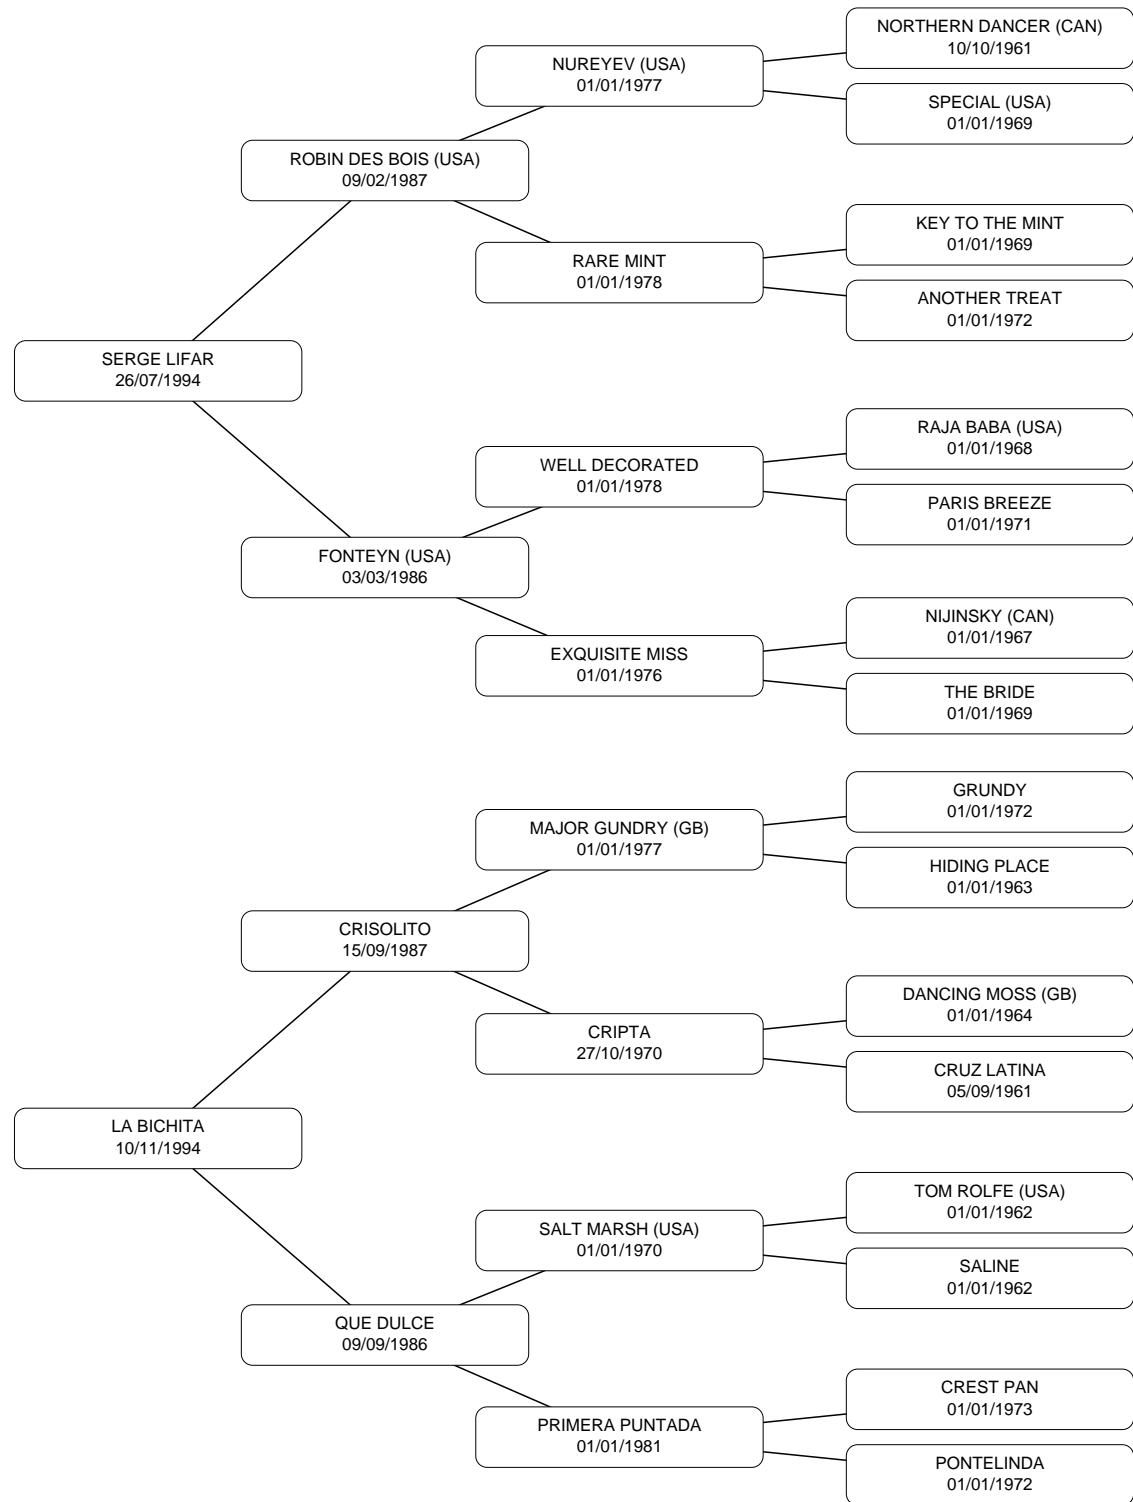 NORTHERN DANCER (CAN)
10/10/1961
NUREYEV (USA)
01/01/1977
SPECIAL (USA)
01/01/1969
ROBIN DES BOIS (USA)
09/02/1987
KEY TO THE MINT
01/01/1969
RARE MINT
01/01/1978
ANOTHER TREAT
01/01/1972
SERGE LIFAR
26/07/1994
RAJA BABA (USA)
01/01/1968
WELL DECORATED
01/01/1978
PARIS BREEZE
01/01/1971
FONTEYN (USA)
03/03/1986
NIJINSKY (CAN)
01/01/1967
EXQUISITE MISS
01/01/1976
THE BRIDE
01/01/1969
GRUNDY
01/01/1972
MAJOR GUNDRY (GB)
01/01/1977
HIDING PLACE
01/01/1963
CRISOLITO
15/09/1987
DANCING MOSS (GB)
01/01/1964
CRIPTA
27/10/1970
CRUZ LATINA
05/09/1961
LA BICHITA
10/11/1994
TOM ROLFE (USA)
01/01/1962
SALT MARSH (USA)
01/01/1970
SALINE
01/01/1962
QUE DULCE
09/09/1986
CREST PAN
01/01/1973
PRIMERA PUNTADA
01/01/1981
PONTELINDA
01/01/1972